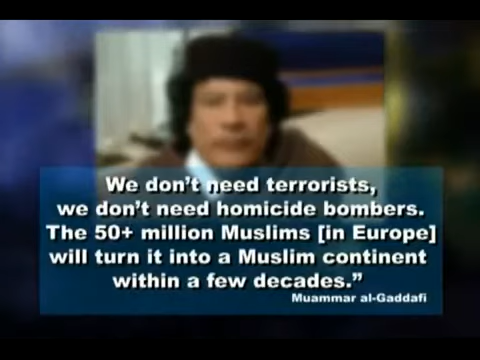 We don't need terrorists,
we don't need homicide bombers.
The 50+ million Muslims [in Europe]
will turn it into a Muslim continent
within a few decades.”
Muammar al-Gaddafi